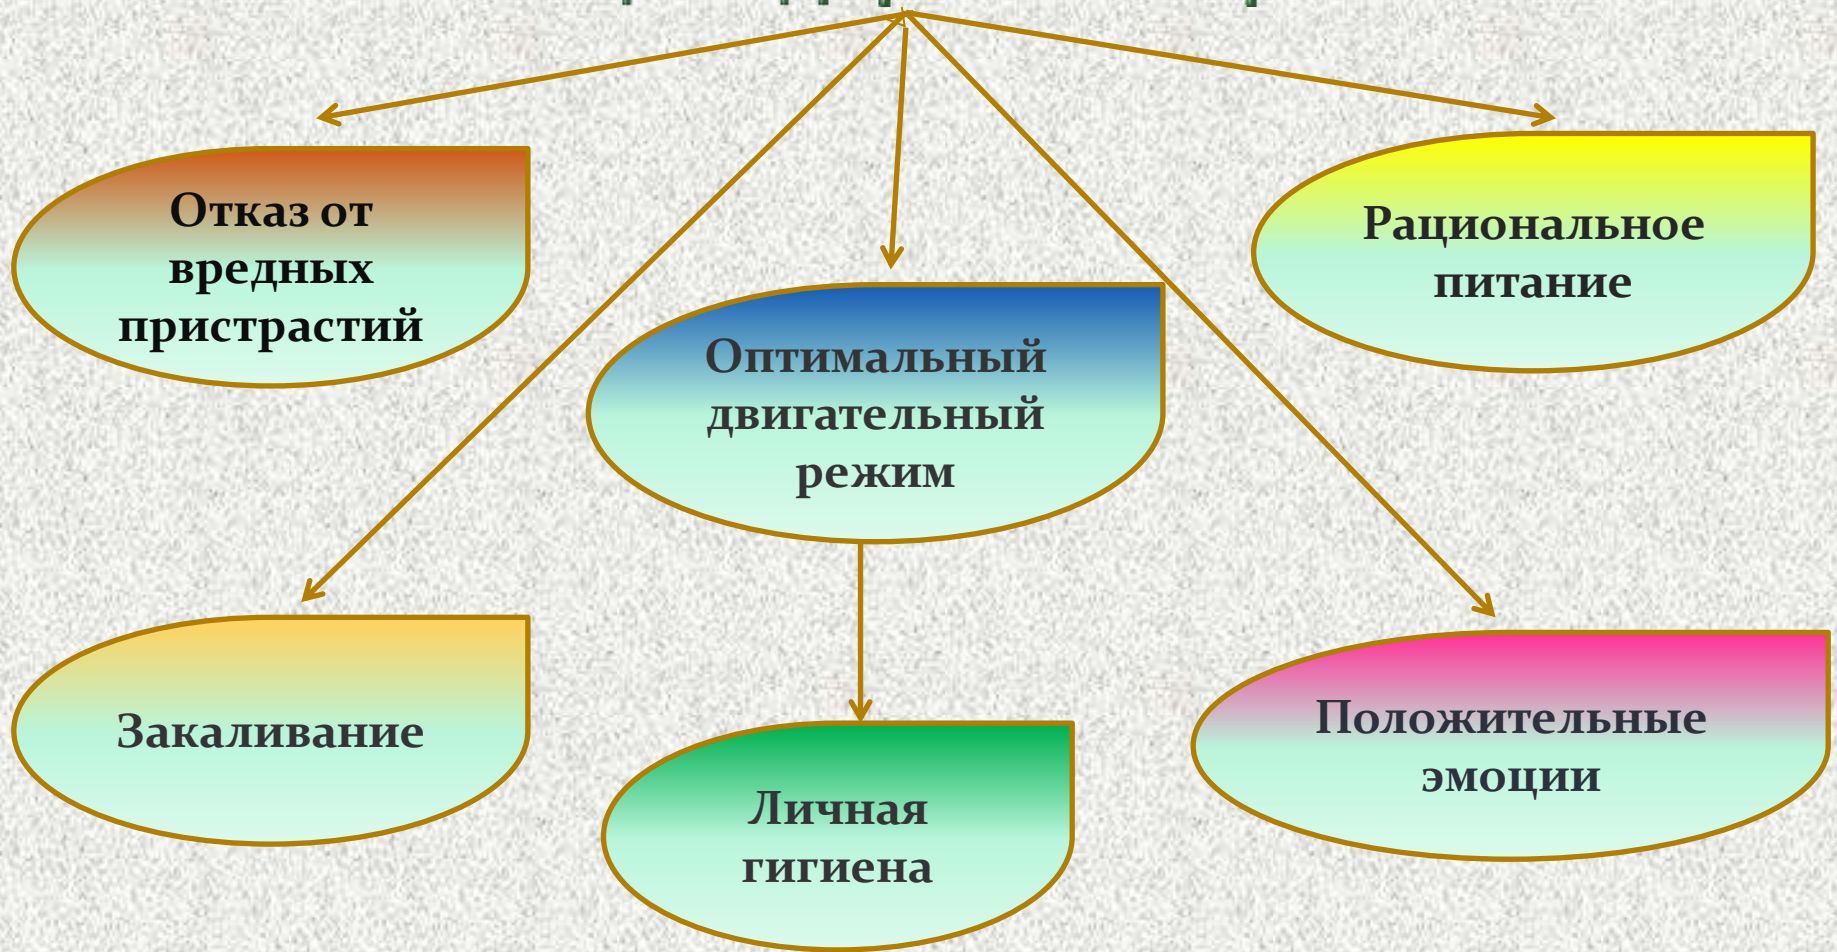 Отказ от
вредных
пристрастий
Рациональное
питание
Оптимальный
двигательный
режим
Закаливание
Положительные
эмоции
Личная
гигиена